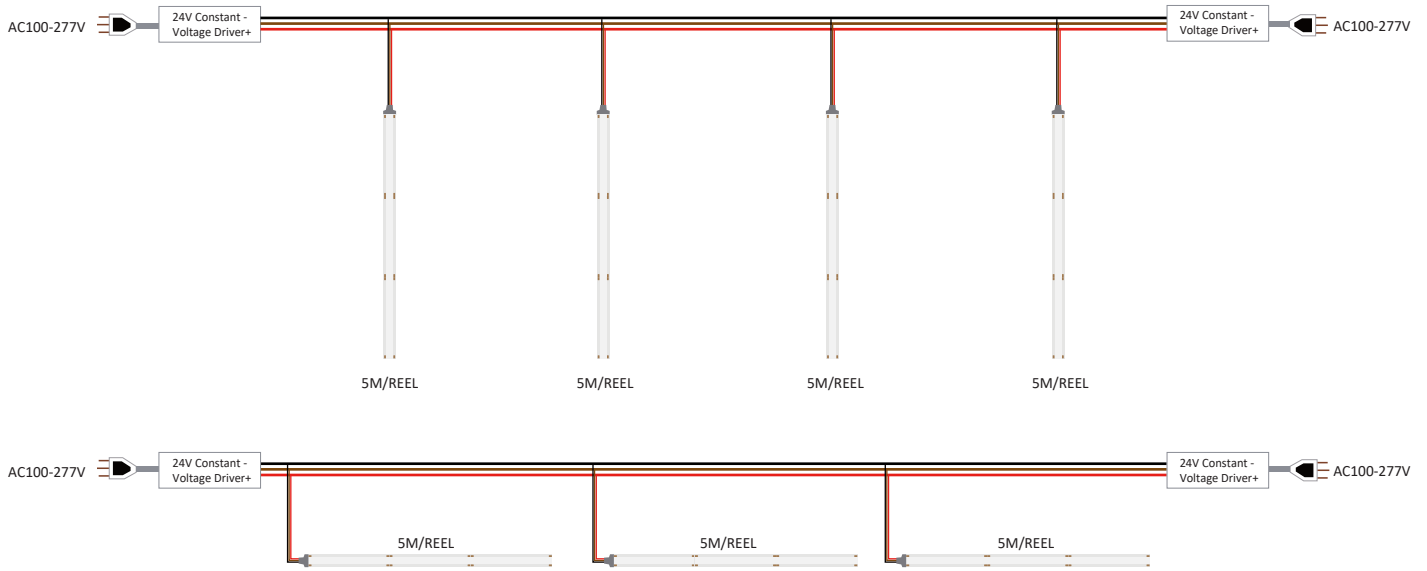 AC100-277V
24V Constant -
Voltage Driver+
24V Constant -
Voltage Driver+
AC100-277V
5M/REEL
5M/REEL
5M/REEL
5M/REEL
AC100-277V
24V Constant -
Voltage Driver+
24V Constant -
Voltage Driver+
AC100-277V
5M/REEL
5M/REEL
5M/REEL